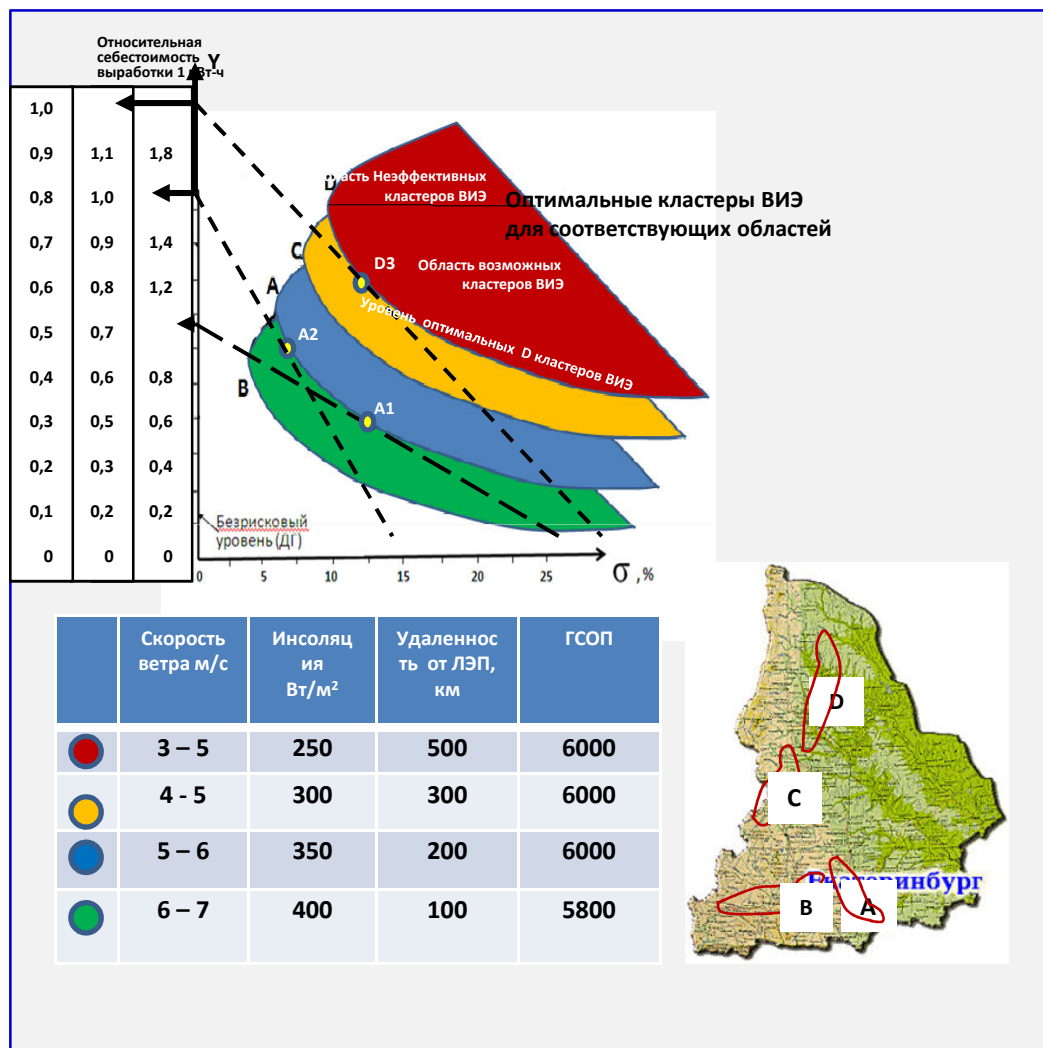 Относительная
себестоимость
выработки 1 кВт-ч
Y
1,0
0,9 1,1 1,8
0,8 1,0
0,7 0,9 1,4
0,6 0,8 1,2
0,5 0,7
0,4 0,6 0,8
0,3 0,5 0,6
0,2 0,3 0,4
0,1 0,2 0,2
0 0 0
D
C
A
B
Неэффективных
кластеров ВИЭ
Оптимальные кластеры ВИЭ
для соответствующих областей
D3
Область возможных
кластеров ВИЭ
Уровень оптимальных D кластеров ВИЭ
A2
A1
Безрисковый
уровень (ДГ)
0 5 10 15 20 25
σ ,%
Скорость
ветра м/с
Инсоляц
ия
Вт/м²
Удаленнос
ть от ЛЭП,
км
ГСОП
3 – 5 250 500 6000
4 - 5 300 300 6000
5 – 6 350 200 6000
6 – 7 400 100 5800
D
C
Екатеринбург
B
A